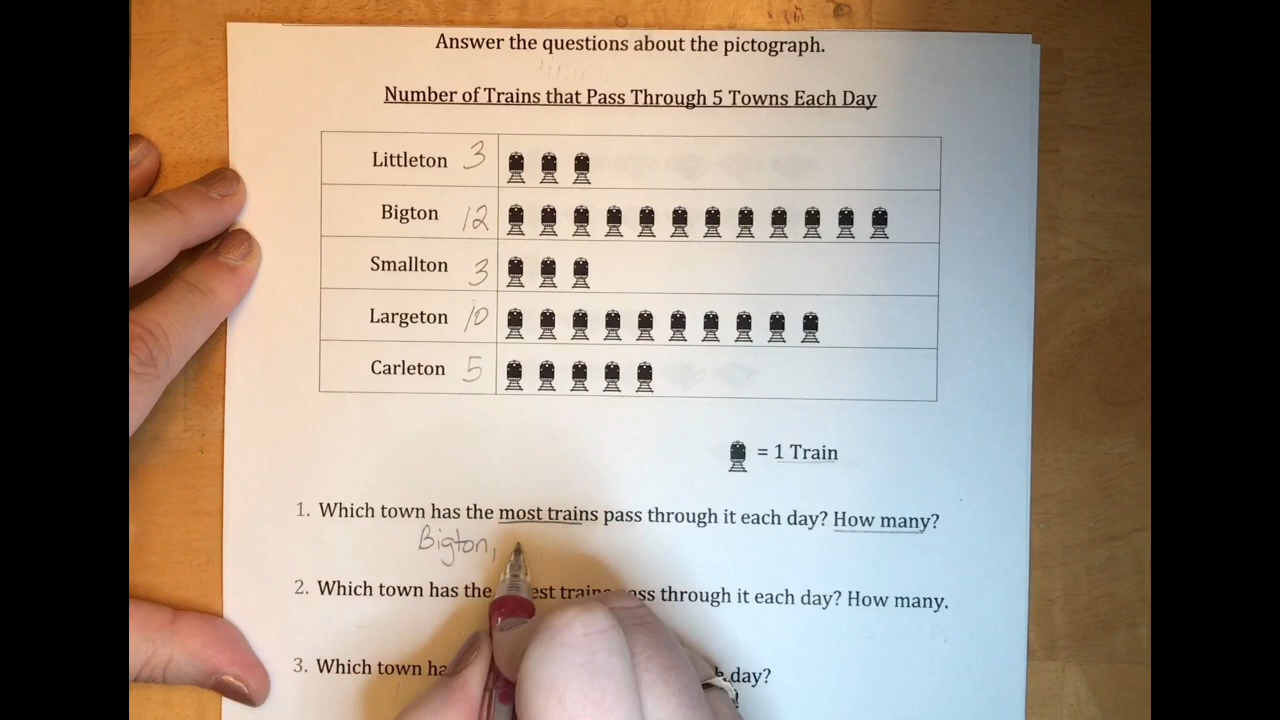 Answer the questions about the pictograph.
Number of Trains that Pass Through 5 Towns Each Day
Littleton 3
Bigton 12
Smallton 3
Largeton 10
Carleton 5
= 1 Train
1. Which town has the most trains pass through it each day? How many?
Bigton,
2. Which town has the trains pass through it each day? How many.
3. Which town day?